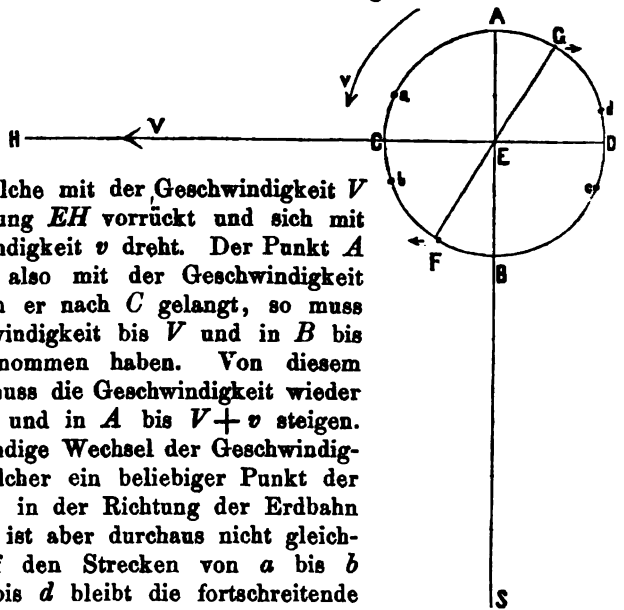 A
G
v
a
d
H
V
C
D
E
b
c
F
B
lche mit der Geschwindigkeit V
ung EH vorrückt und sich mit
ndigkeit v dreht. Der Punkt A
also mit der Geschwindigkeit
n er nach C gelangt, so muss
windigkeit bis V und in B bis
nommen haben. Von diesem
uss die Geschwindigkeit wieder
und in A bis V+v steigen.
ndige Wechsel der Geschwindig-
lcher ein beliebiger Punkt der
in der Richtung der Erdbahn
ist aber durchaus nicht gleich-
f den Strecken von a bis b
bis d bleibt die fortschreitende
S